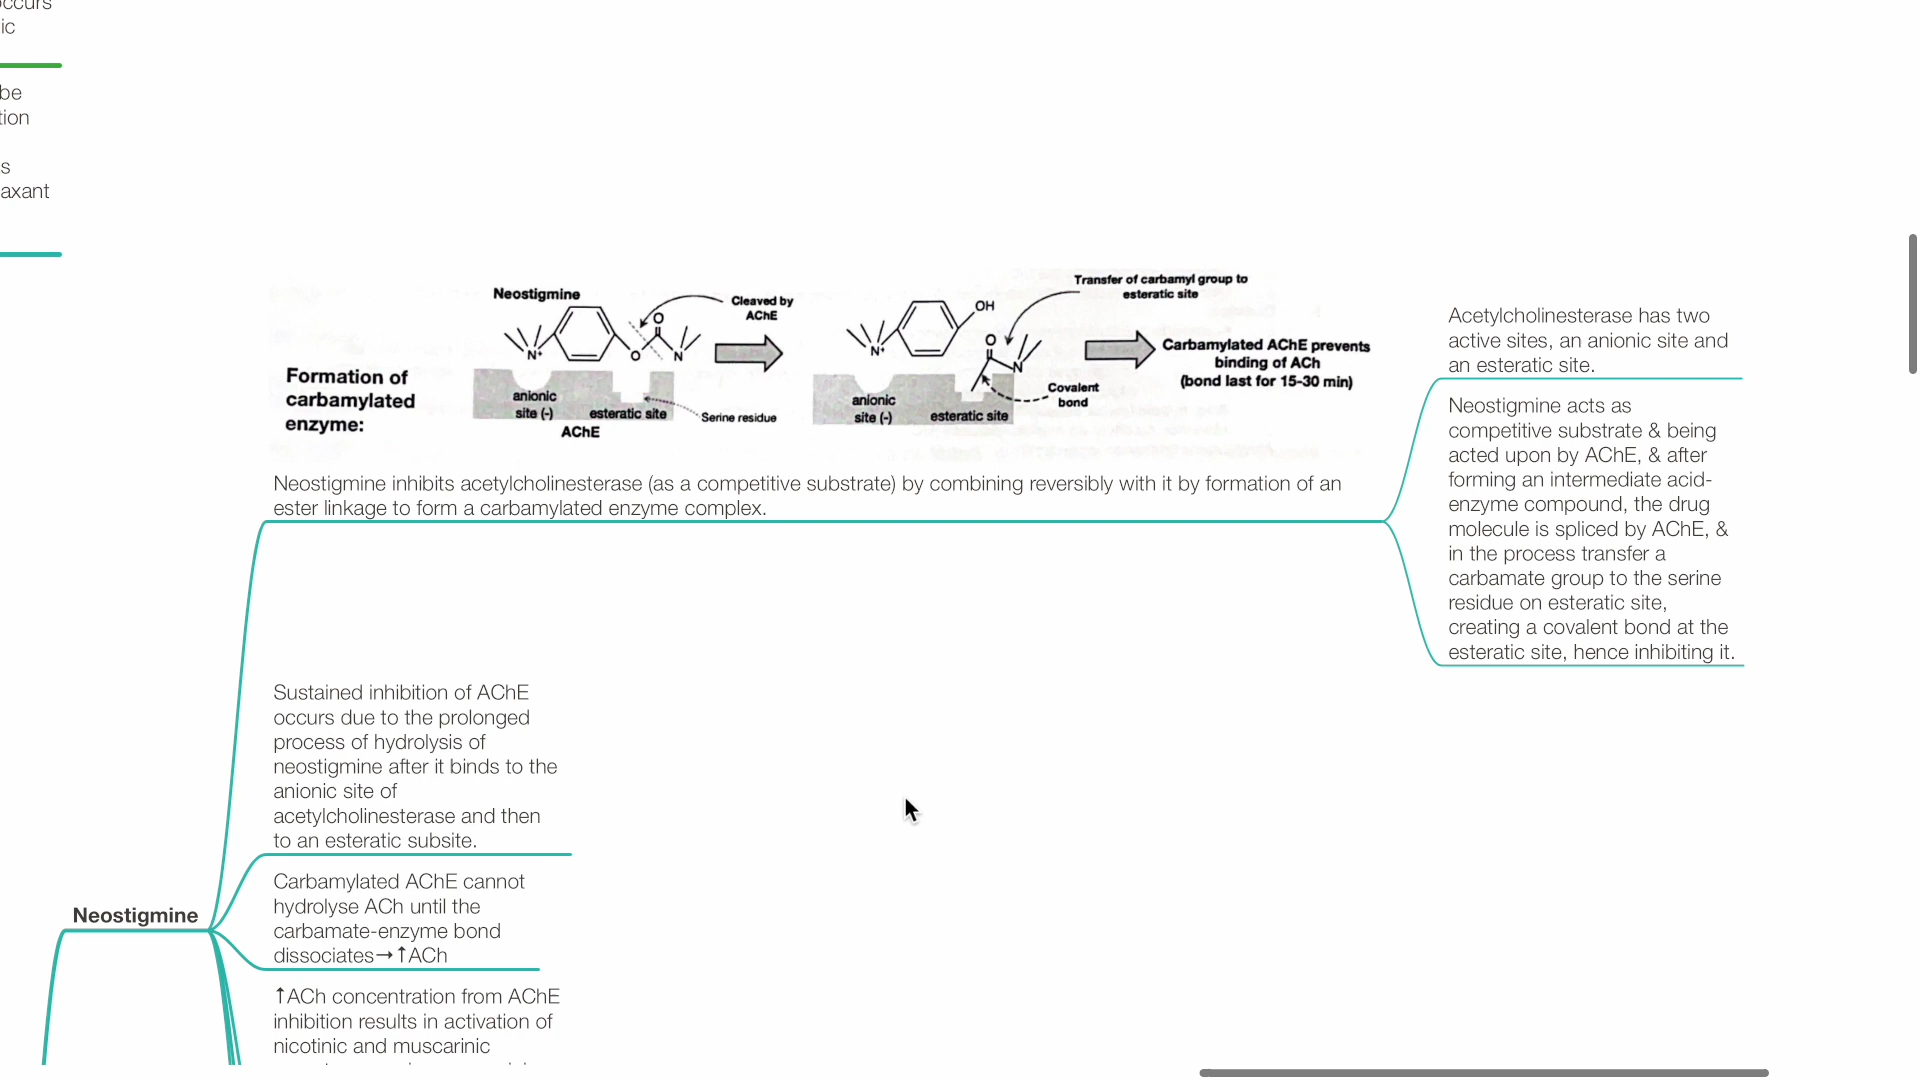 occurs
ic
be
tion
s
axant
Neostigmine
Cleaved by
AChE
O
O
N+
N
Formation of
carbamylated
enzyme:
anionic
site (-)
esteratic site
AChE
Serine residue
OH
Transfer of carbamyl group to
esteratic site
O
N+
N
anionic
site (-)
esteratic site
Covalent
bond
Carbamylated AChE prevents
binding of ACh
(bond last for 15-30 min)
Neostigmine inhibits acetylcholinesterase (as a competitive substrate) by combining reversibly with it by formation of an
ester linkage to form a carbamylated enzyme complex.
Acetylcholinesterase has two
active sites, an anionic site and
an esteratic site.
Neostigmine acts as
competitive substrate & being
acted upon by AChE, & after
forming an intermediate acid-
enzyme compound, the drug
molecule is spliced by AChE, &
in the process transfer a
carbamate group to the serine
residue on esteratic site,
creating a covalent bond at the
esteratic site, hence inhibiting it.
Sustained inhibition of AChE
occurs due to the prolonged
process of hydrolysis of
neostigmine after it binds to the
anionic site of
acetylcholinesterase and then
to an esteratic subsite.
Neostigmine
Carbamylated AChE cannot
hydrolyse ACh until the
carbamate-enzyme bond
dissociates→↑ACh
↑ACh concentration from AChE
inhibition results in activation of
nicotinic and muscarinic